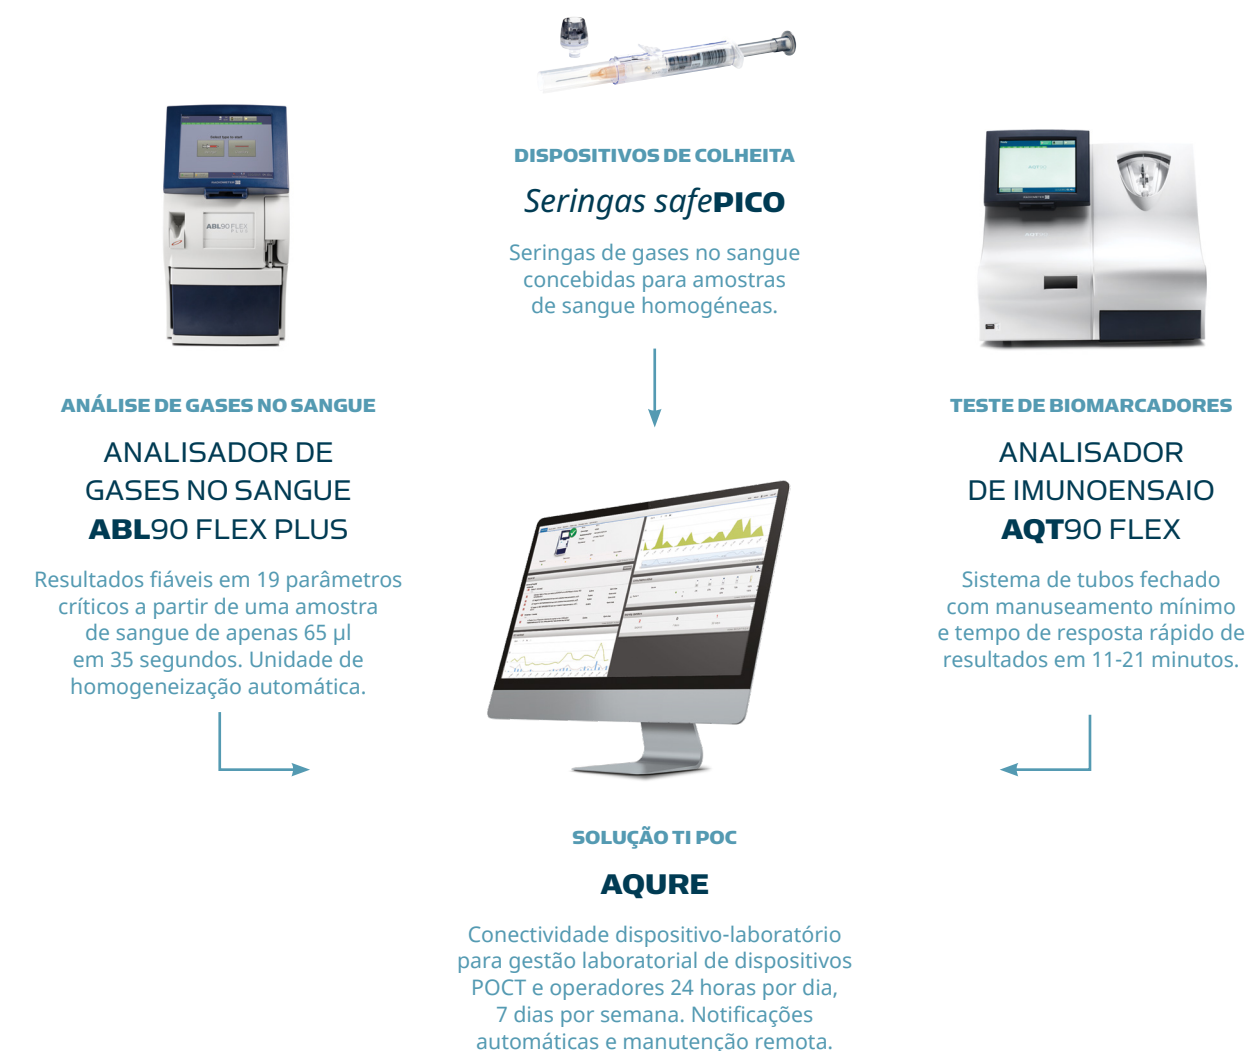 DISPOSITIVOS DE COLHEITA
Seringas safePICO
Seringas de gases no sangue
concebidas para amostras
de sangue homogéneas.
ABL90 FLEX
PLUS
ANÁLISE DE GASES NO SANGUE
ANALISADOR DE
GASES NO SANGUE
ABL90 FLEX PLUS
Resultados fiáveis em 19 parâmetros
críticos a partir de uma amostra
de sangue de apenas 65 µl
em 35 segundos. Unidade de
homogeneização automática.
TESTE DE BIOMARCADORES
ANALISADOR
DE IMUNOENSAIO
AQT90 FLEX
Sistema de tubos fechado
com manuseamento mínimo
e tempo de resposta rápido de
resultados em 11-21 minutos.
SOLUÇÃO TI POC
AQURE
Conectividade dispositivo-laboratório
para gestão laboratorial de dispositivos
POCT e operadores 24 horas por dia,
7 dias por semana. Notificações
automáticas e manutenção remota.